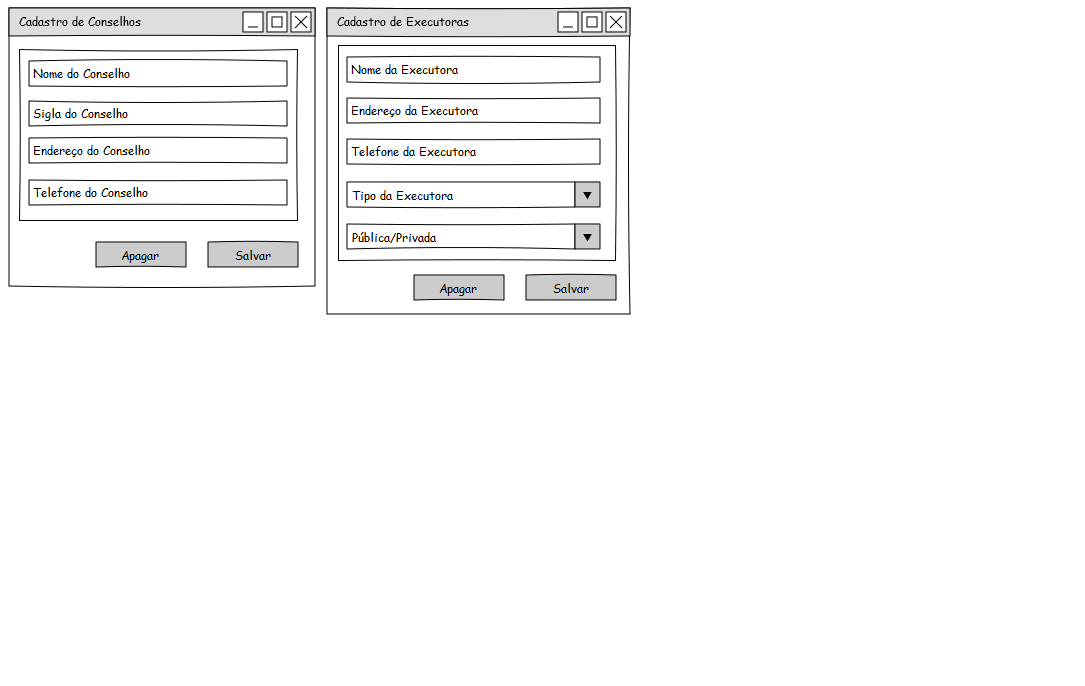 Cadastro de Conselhos
Nome do Conselho
Sigla do Conselho
Endereço do Conselho
Telefone do Conselho
Apagar
Salvar
Cadastro de Executoras
Nome da Executora
Endereço da Executora
Telefone da Executora
Tipo da Executora
Pública/Privada
Apagar
Salvar